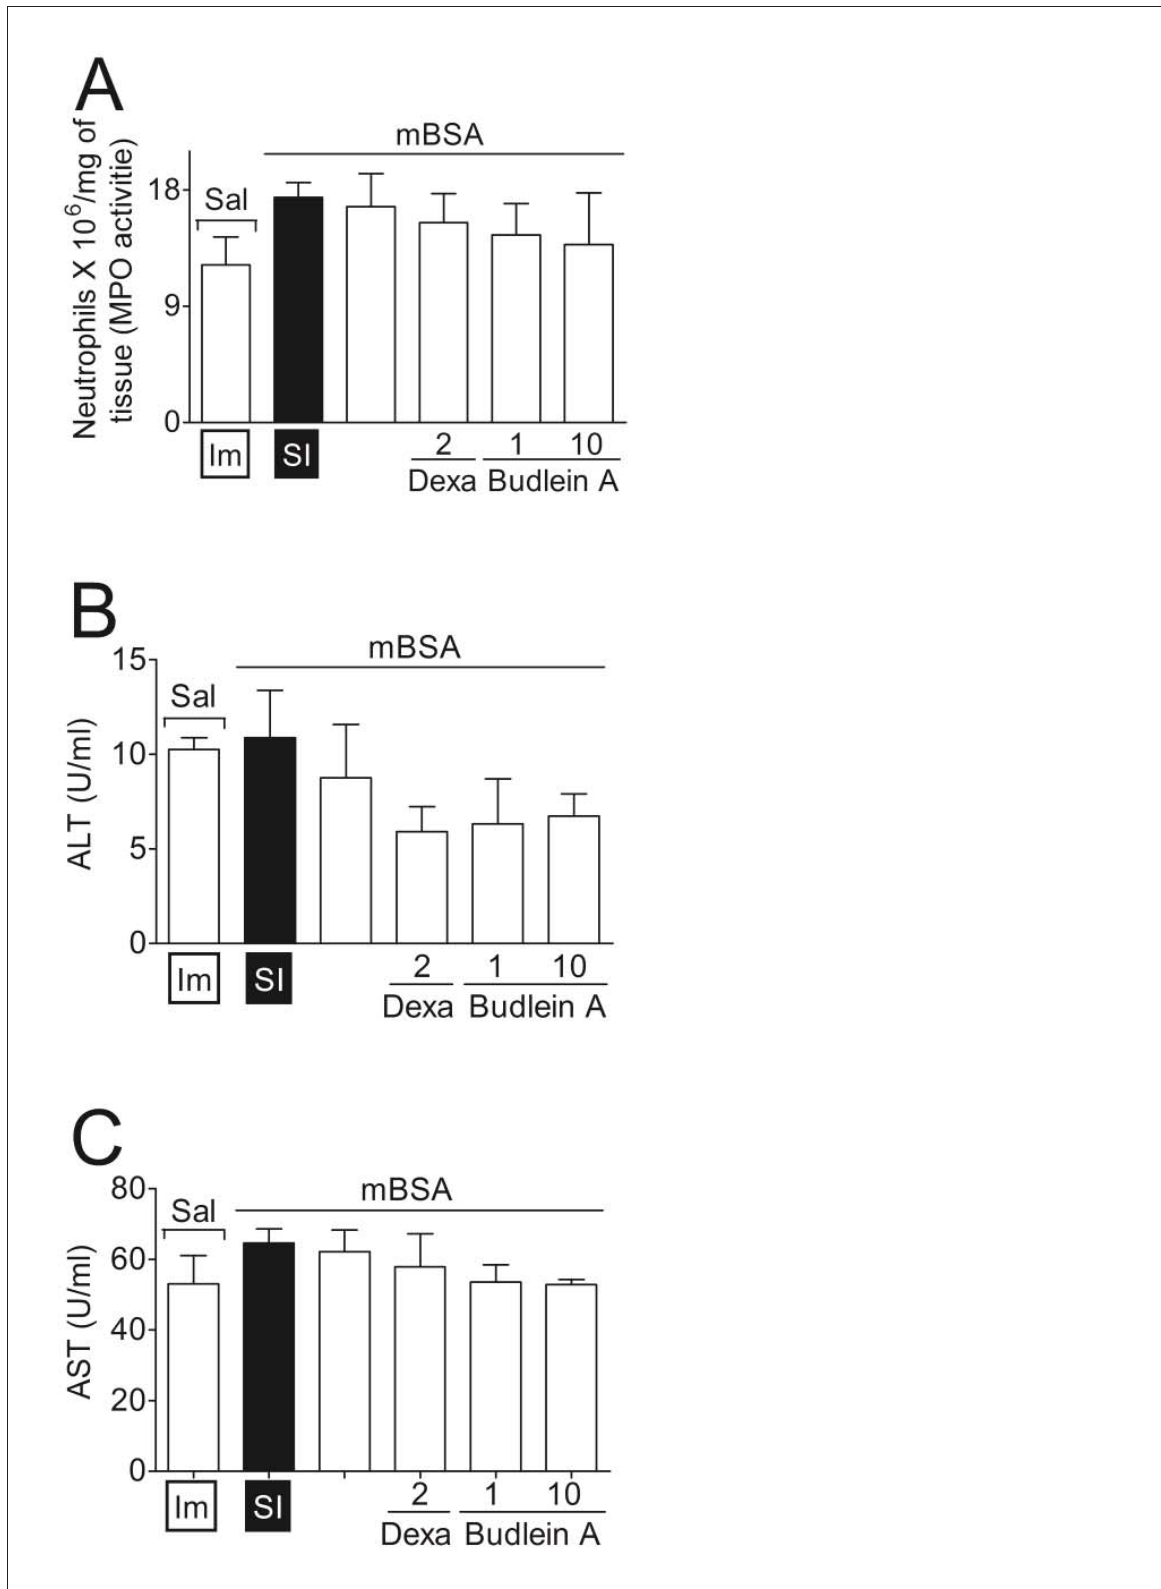 A
mBSA
Neutrophils X 10⁶/mg of
tissue (MPO activitie)
18
Sal
9
0
Im
SI
2
1
10
Dexa
Budlein A
B
mBSA
15
Sal
ALT (U/ml)
10
5
0
Im
SI
2
1
10
Dexa
Budlein A
C
80
mBSA
Sal
AST (U/ml)
60
40
20
0
Im
SI
2
1
10
Dexa
Budlein A